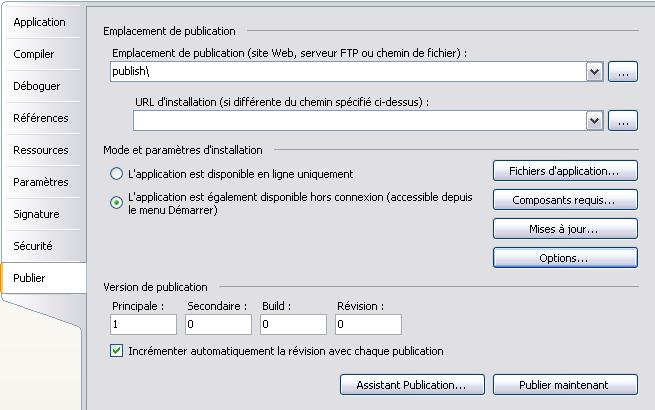 Application
Compiler
Déboguer
Références
Ressources
Paramètres
Signature
Sécurité
Publier
Emplacement de publication
Emplacement de publication (site Web, serveur FTP ou chemin de fichier) :
publish\
...
URL d'installation (si différente du chemin spécifié ci-dessus) :
...
Mode et paramètres d'installation
L'application est disponible en ligne uniquement
L'application est également disponible hors connexion (accessible depuis
le menu Démarrer)
Fichiers d'application...
Composants requis...
Mises à jour...
Options...
Version de publication
Principale : Secondaire : Build : Révision :
1 0 0 0
Incrémenter automatiquement la révision avec chaque publication
Assistant Publication... Publier maintenant